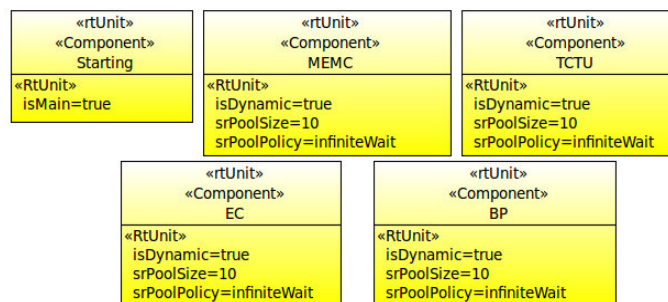 «rtUnit»
«Component»
Starting
«RtUnit»
isMain=true
«rtUnit»
«Component»
MEMC
«RtUnit»
isDynamic=true
srPoolSize=10
srPoolPolicy=infiniteWait
«rtUnit»
«Component»
TCTU
«RtUnit»
isDynamic=true
srPoolSize=10
srPoolPolicy=infiniteWait
«rtUnit»
«Component»
EC
«RtUnit»
isDynamic=true
srPoolSize=10
srPoolPolicy=infiniteWait
«rtUnit»
«Component»
BP
«RtUnit»
isDynamic=true
srPoolSize=10
srPoolPolicy=infiniteWait